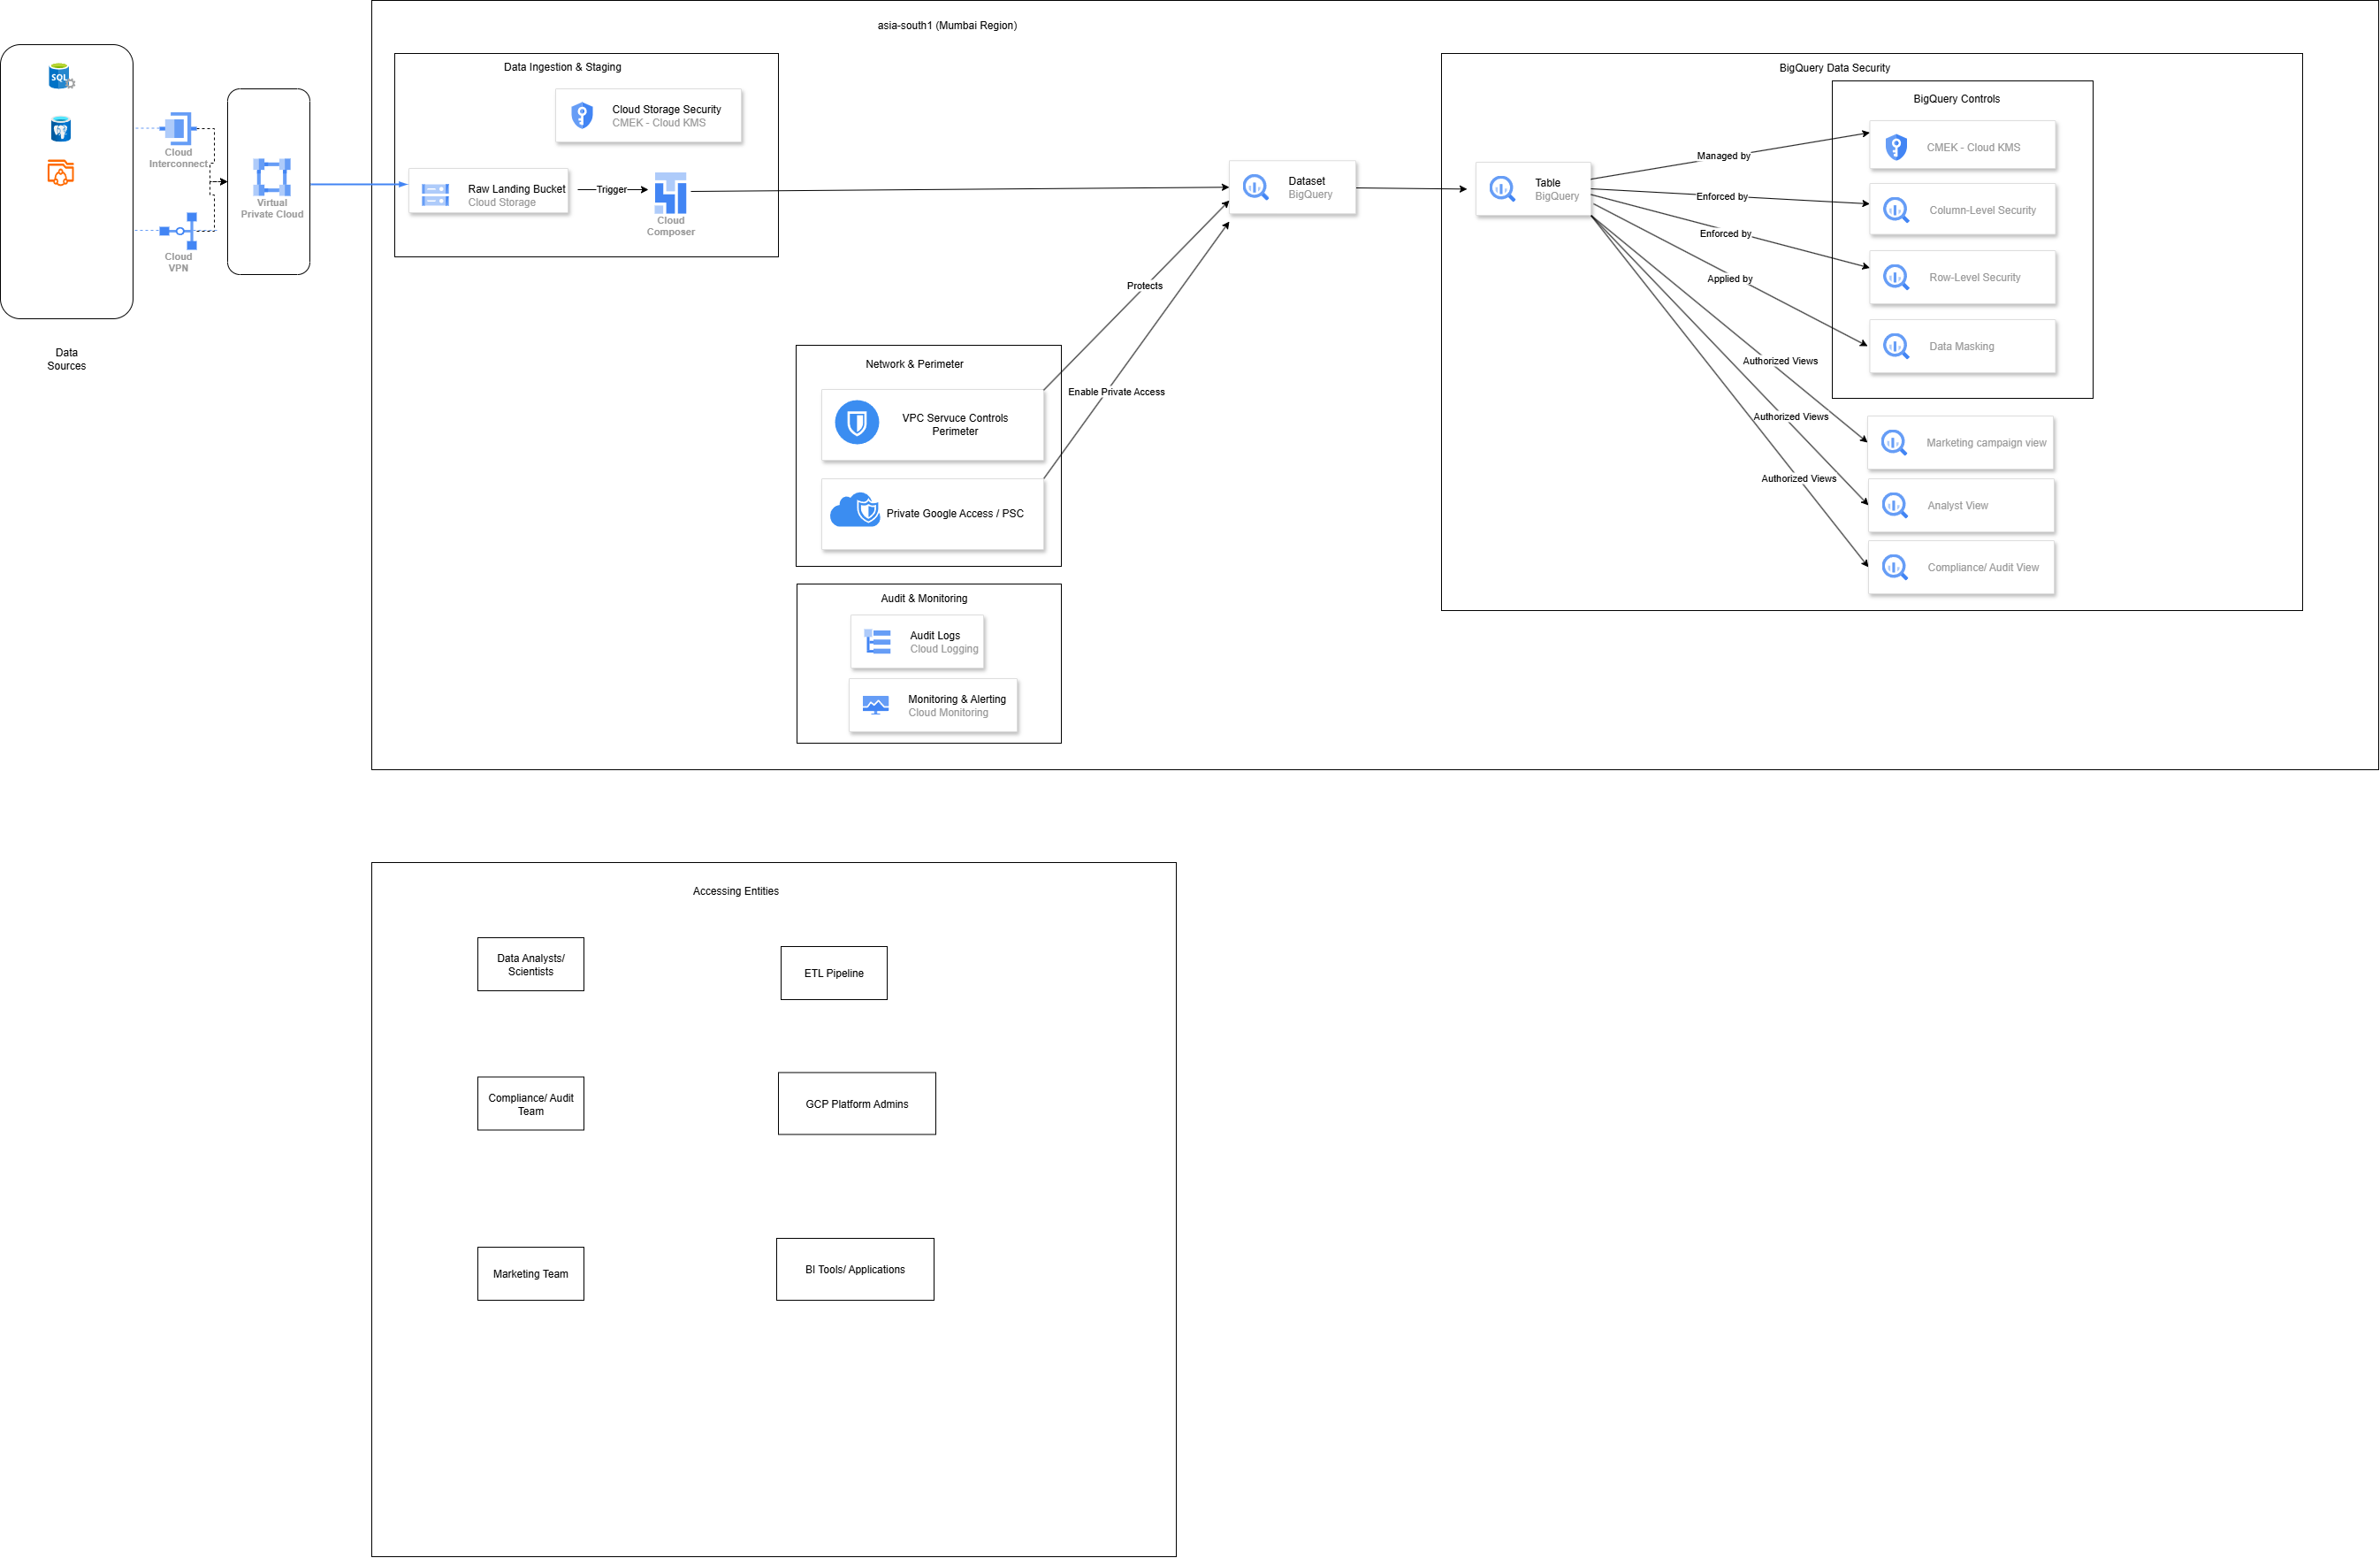 asia-south1 (Mumbai Region)
SQL
Data
Sources
Cloud
Interconnect
Cloud
VPN
Virtual
Private Cloud
Data Ingestion & Staging
Cloud Storage Security
CMEK - Cloud KMS
Raw Landing Bucket
Cloud Storage
Trigger
Cloud
Composer
Dataset
BigQuery
Protects
Enable Private Access
Network & Perimeter
VPC Servuce Controls
Perimeter
Private Google Access / PSC
Audit & Monitoring
Audit Logs
Cloud Logging
Monitoring & Alerting
Cloud Monitoring
BigQuery Data Security
Table
BigQuery
Managed by
Enforced by
Enforced by
Applied by
Authorized Views
Authorized Views
Authorized Views
BigQuery Controls
CMEK - Cloud KMS
Column-Level Security
Row-Level Security
Data Masking
Marketing campaign view
Analyst View
Compliance/ Audit View
Accessing Entities
Data Analysts/
Scientists
ETL Pipeline
Compliance/ Audit
Team
GCP Platform Admins
Marketing Team
BI Tools/ Applications